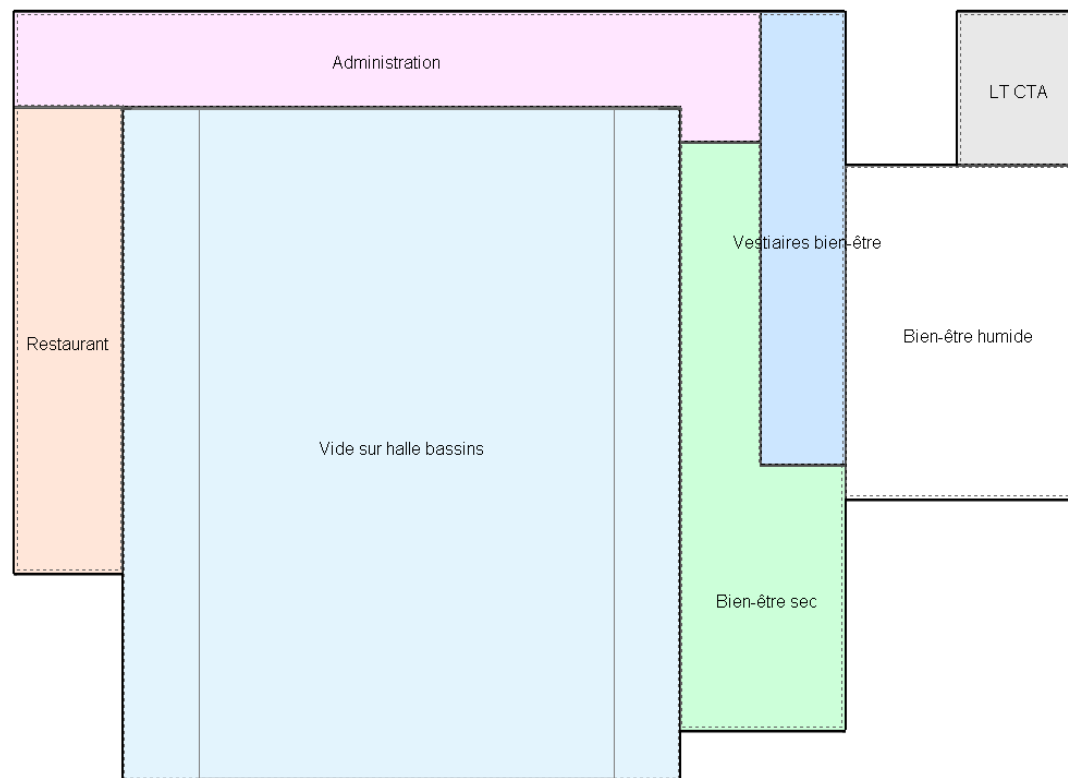 Administration
LT CTA
Vestiaires bien-être
Bien-être humide
Restaurant
Vide sur halle bassins
Bien-être sec